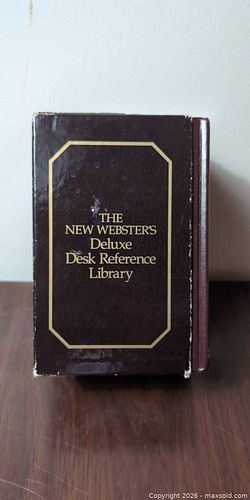 THE
NEW WEBSTER'S
Deluxe
Desk Reference
Library
Copyright 2026 - maxsold.com